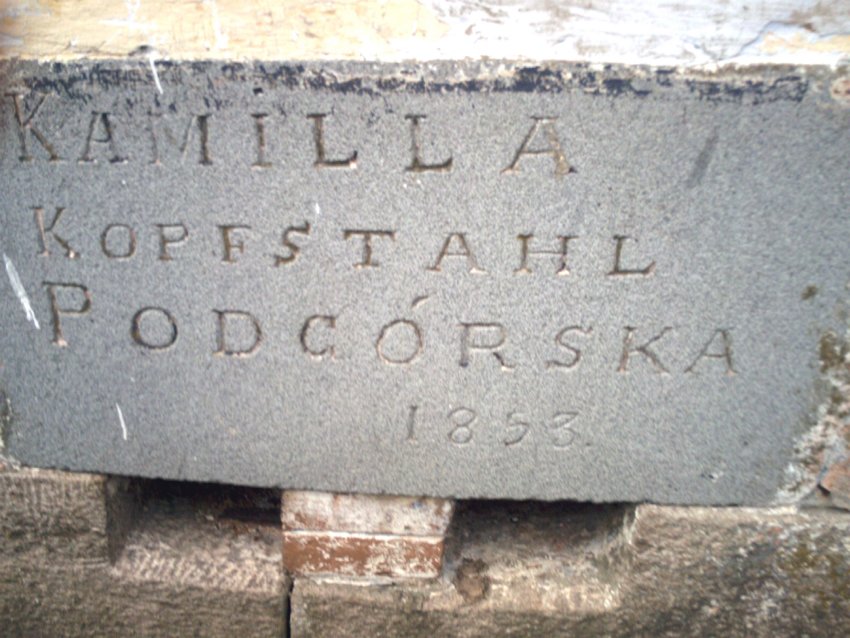 KAMILLA
KOPFSTAHL
PODGÓRSKA
1853.